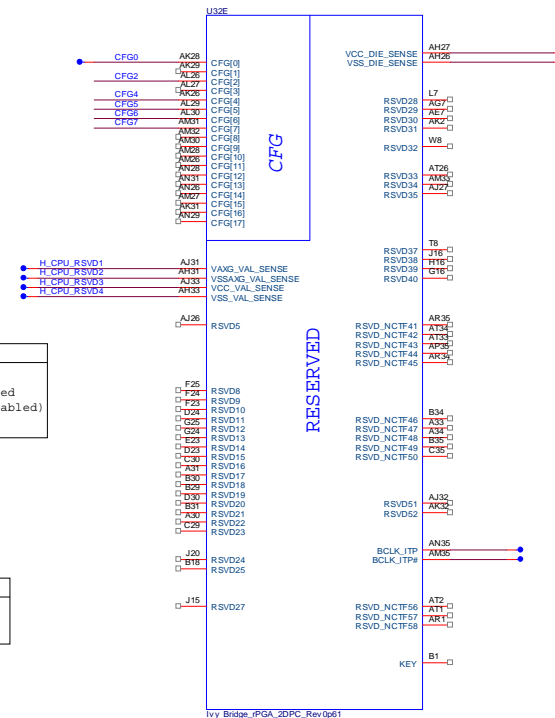 U32E
CFG0 AK28 CFG[0]
AK29 CFG[1]
CFG2 AL26 CFG[2]
AL27 CFG[3]
CFG4 AK26 CFG[4]
CFG5 AL29 CFG[5]
CFG6 AL30 CFG[6]
CFG7 AM31 CFG[7]
AM32 CFG[8]
AM30 CFG[9]
AM28 CFG[10]
AM26 CFG[11]
AN28 CFG[12]
AN31 CFG[13]
AN26 CFG[14]
AM27 CFG[15]
AK31 CFG[16]
AN29 CFG[17]
CFG
H_CPU_RSVD1 AJ31 VAXG_VAL_SENSE
H_CPU_RSVD2 AH31 VSSAXG_VAL_SENSE
H_CPU_RSVD3 AJ33 VCC_VAL_SENSE
H_CPU_RSVD4 AH33 VSS_VAL_SENSE
AJ26 RSVD5
ed
abled)
F25 RSVD8
F24 RSVD9
F23 RSVD10
D24 RSVD11
G25 RSVD12
G24 RSVD13
E23 RSVD14
D23 RSVD15
C30 RSVD16
A31 RSVD17
B30 RSVD18
B29 RSVD19
D30 RSVD20
B31 RSVD21
A30 RSVD22
C29 RSVD23
J20 RSVD24
B18 RSVD25
J15 RSVD27
RESERVED
VCC_DIE_SENSE AH27
VSS_DIE_SENSE AH26
RSVD28 L7
RSVD29 AG7
RSVD30 AE7
RSVD31 AK2
RSVD32 W8
RSVD33 AT26
RSVD34 AM33
RSVD35 AJ27
RSVD37 T8
RSVD38 J16
RSVD39 H16
RSVD40 G16
RSVD_NCTF41 AR35
RSVD_NCTF42 AT34
RSVD_NCTF43 AT33
RSVD_NCTF44 AP35
RSVD_NCTF45 AR34
RSVD_NCTF46 B34
RSVD_NCTF47 A33
RSVD_NCTF48 A34
RSVD_NCTF49 B35
RSVD_NCTF50 C35
RSVD51 AJ32
RSVD52 AK32
BCLK_ITP AN35
BCLK_ITP# AM35
RSVD_NCTF56 AT2
RSVD_NCTF57 AT1
RSVD_NCTF58 AR1
KEY B1
Ivy Bridge_rPGA_2DPC_Rev0p61